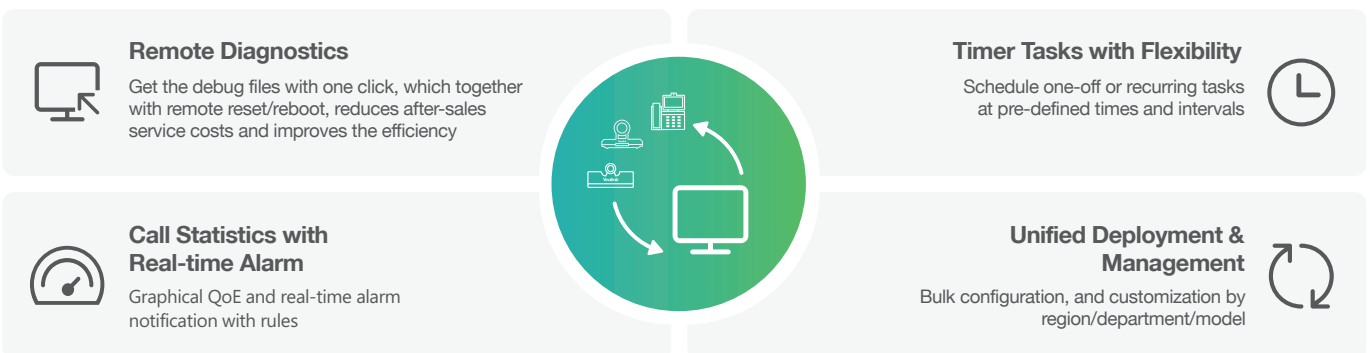 Remote Diagnostics
Get the debug files with one click, which together
with remote reset/reboot, reduces after-sales
service costs and improves the efficiency
Timer Tasks with Flexibility
Schedule one-off or recurring tasks
at pre-defined times and intervals
Yealink
Call Statistics with
Real-time Alarm
Graphical QoE and real-time alarm
notification with rules
Unified Deployment &
Management
Bulk configuration, and customization by
region/department/model